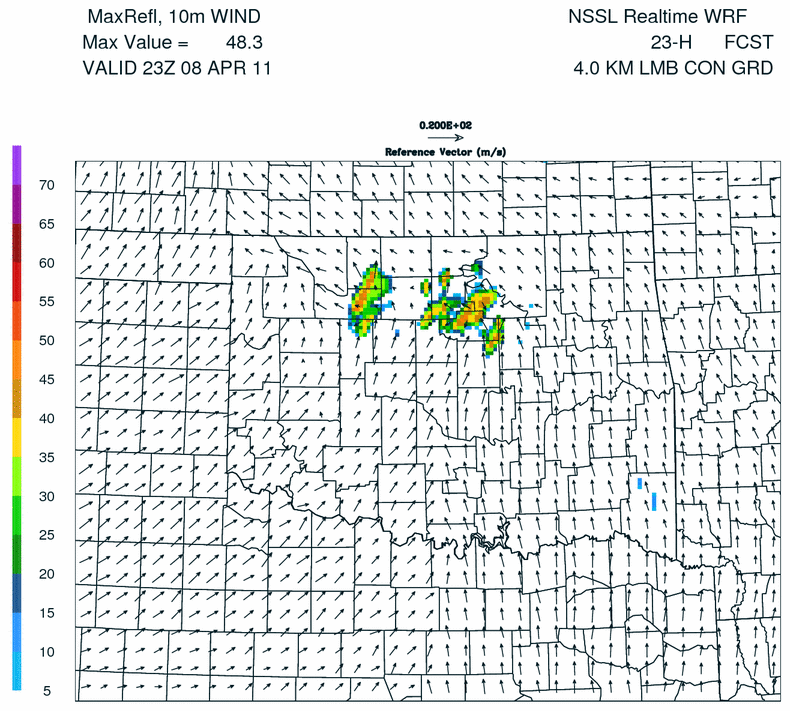 MaxRefl, 10m WIND
Max Value = 48.3
VALID 23Z 08 APR 11
NSSL Realtime WRF
23-H FCST
4.0 KM LMB CON GRD
0.200E+02
Reference Vector (m/s)
70
65
60
55
50
45
40
35
30
25
20
15
10
5